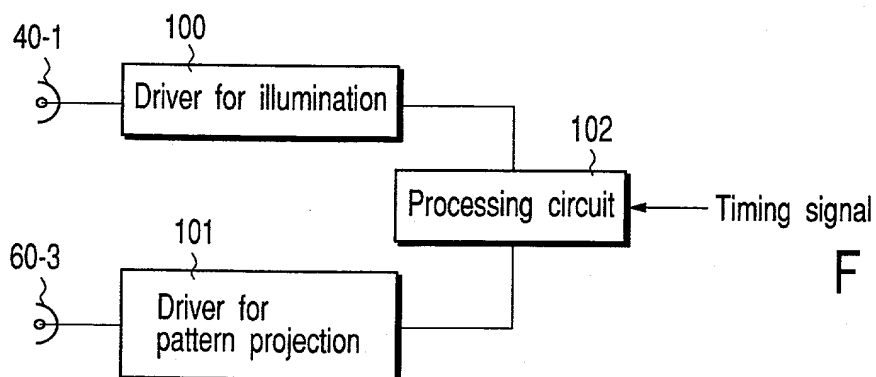 40-1
100
Driver for illumination
102
Processing circuit
Timing signal
F
60-3
101
Driver for
pattern projection